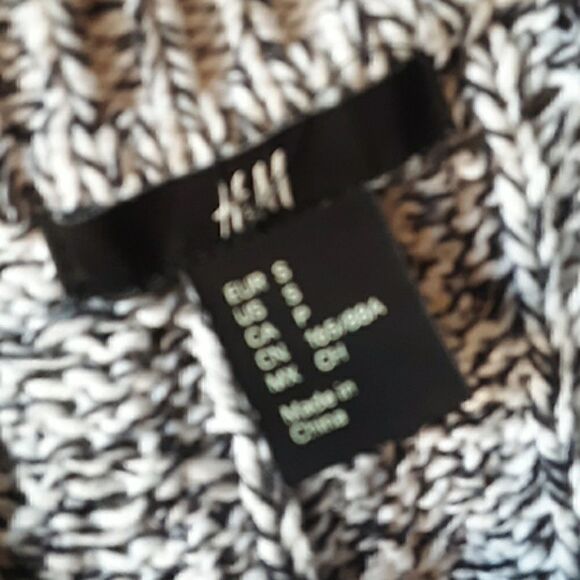 H&M
EUR S
US S
CA P
CN 165/88A
MX CH
Made in
China